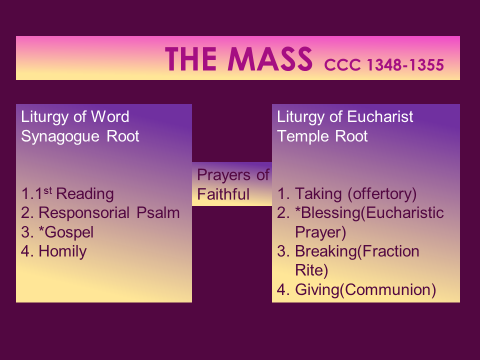 THE MASS CCC 1348-1355
Liturgy of Word
Synagogue Root
1.1st Reading
2. Responsorial Psalm
3. *Gospel
4. Homily
Prayers of
Faithful
Liturgy of Eucharist
Temple Root
1. Taking (offertory)
2. *Blessing(Eucharistic
Prayer)
3. Breaking(Fraction
Rite)
4. Giving(Communion)